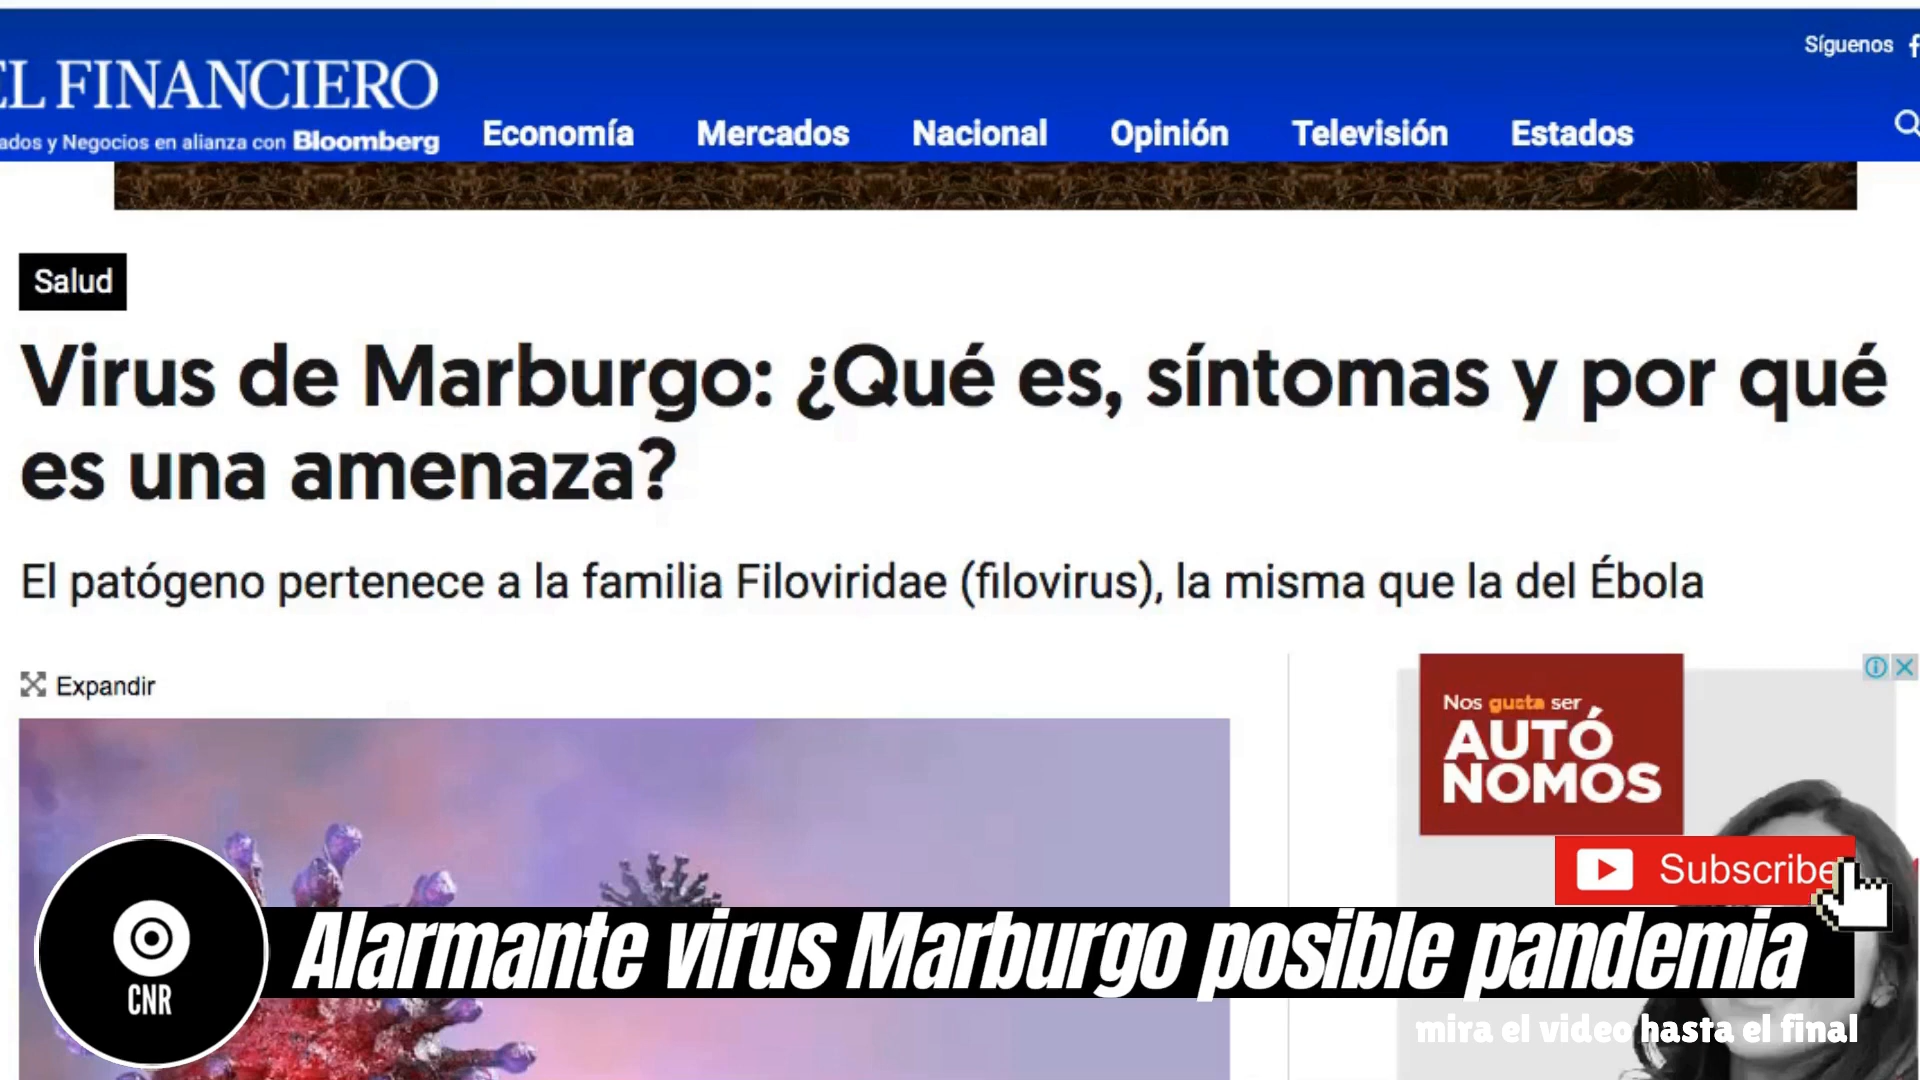 Síguenos
EL FINANCIERO
ados y Negocios en alianza con Bloomberg
Economía Mercados Nacional Opinión Televisión Estados
Salud
Virus de Marburgo: ¿Qué es, síntomas y por qué
es una amenaza?
El patógeno pertenece a la familia Filoviridae (filovirus), la misma que la del Ébola
Expandir
Nos gusta ser
AUTÓ
NOMOS
Subscribe
Alarmante virus Marburgo posible pandemia
CNR
mira el video hasta el final